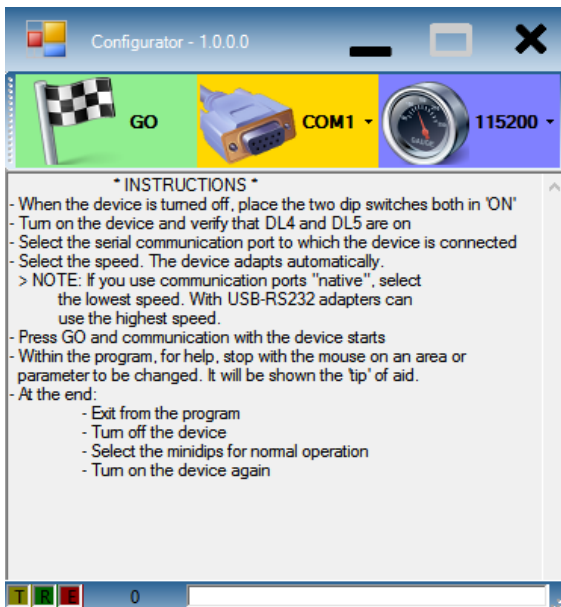 Configurator - 1.0.0.0
GO
COM1
GAUGE
115200
* INSTRUCTIONS *
- When the device is turned off, place the two dip switches both in 'ON'
- Turn on the device and verify that DL4 and DL5 are on
- Select the serial communication port to which the device is connected
- Select the speed. The device adapts automatically.
> NOTE: If you use communication ports "native", select
the lowest speed. With USB-RS232 adapters can
use the highest speed.
- Press GO and communication with the device starts
- Within the program, for help, stop with the mouse on an area or
parameter to be changed. It will be shown the 'tip' of aid.
- At the end:
- Exit from the program
- Turn off the device
- Select the minidips for normal operation
- Turn on the device again
T R E 0